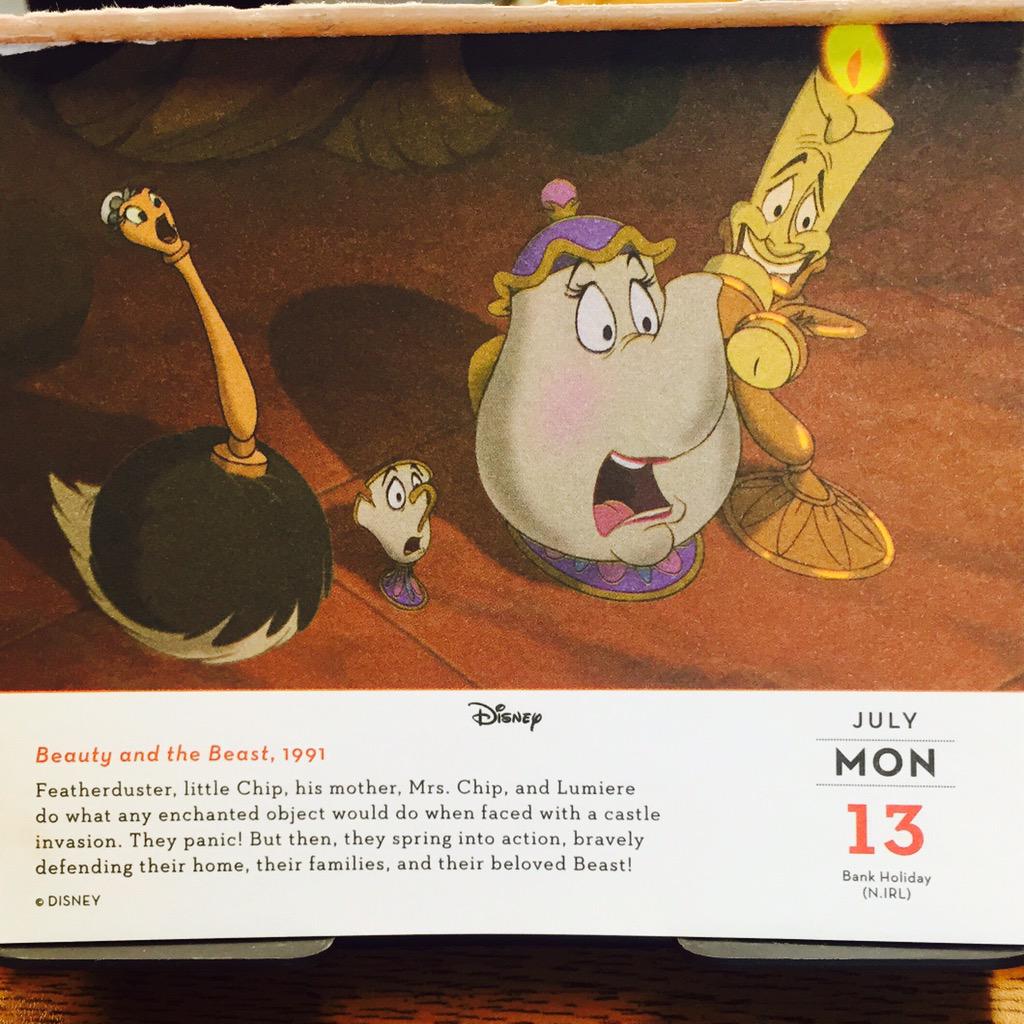 Disney
Beauty and the Beast, 1991
Featherduster, little Chip, his mother, Mrs. Chip, and Lumiere
do what any enchanted object would do when faced with a castle
invasion. They panic! But then, they spring into action, bravely
defending their home, their families, and their beloved Beast!
© DISNEY
JULY
MON
13
Bank Holiday
(N.IRL)